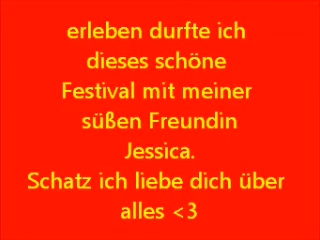 erleben durfte ich
dieses schöne
Festival mit meiner
süßen Freundin
Jessica.
Schatz ich liebe dich über
alles <3